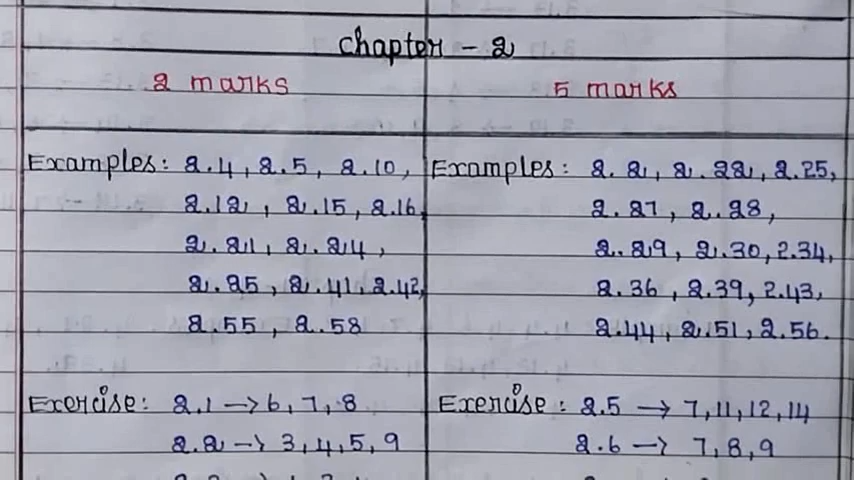 chapter - 2
2 marks
5 marks
Examples: 2.4, 2.5, 2.10,
2.12, 2.15, 2.16,
2.21, 2.24,
2.25, 2.41, 2.42,
2.55, 2.58
Exercise: 2.1 → 6, 7, 8
2.2 → 3, 4, 5, 9
Examples: 2.2, 2.22, 2.25,
2.27, 2.28,
2.29, 2.30, 2.34,
2.36, 2.39, 2.43,
2.44, 2.51, 2.56.
Exercise: 2.5 → 7, 11, 12, 14
2.6 → 7, 8, 9